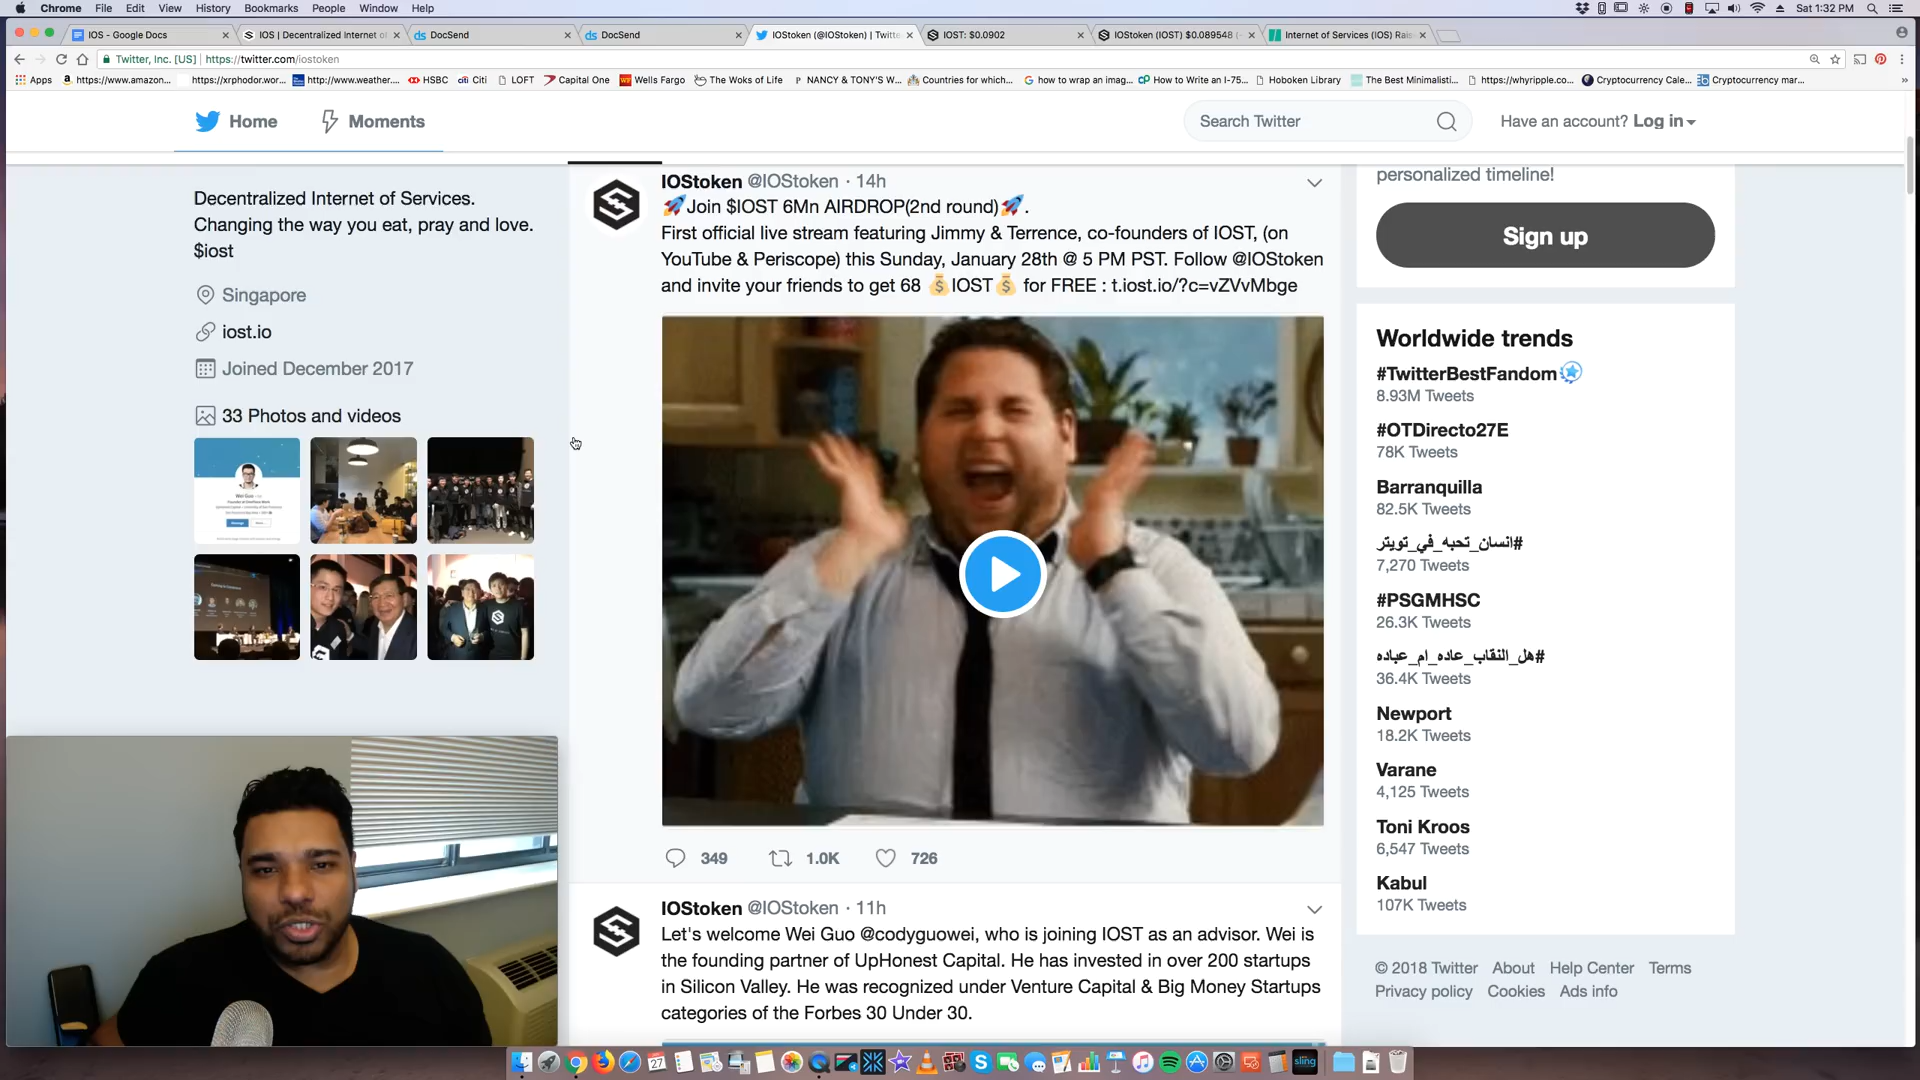 Chrome File Edit View History Bookmarks People Window Help Sat 1:32 PM
IOS - Google Docs IOS | Decentralized Internet of DocSend DocSend IOStoken (@IOStoken) | Twitte IOST: $0.0902 IOStoken (IOST) $0.089548 ( Internet of Services (IOS) Rais
Twitter, Inc. [US] https://twitter.com/iostoken
Apps https://www.amazon... https://xrphodor.wor... http://www.weather.... HSBC citi Citi LOFT Capital One Wells Fargo The Woks of Life P NANCY & TONY'S W... Countries for which... how to wrap an imag... How to Write an I-75... Hoboken Library The Best Minimalisti... https://whyripple.c... Cryptocurrency Cale... Cryptocurrency mar... »
Home Moments
Search Twitter
Have an account? Log in
Decentralized Internet of Services.
Changing the way you eat, pray and love.
$iost
Singapore
iost.io
Joined December 2017
33 Photos and videos
Wei Guo
IOStoken @IOStoken · 14h
🚀Join $IOST 6Mn AIRDROP(2nd round)🚀.
First official live stream featuring Jimmy & Terrence, co-founders of IOST, (on
YouTube & Periscope) this Sunday, January 28th @ 5 PM PST. Follow @IOStoken
and invite your friends to get 68 💰IOST💰 for FREE : t.iost.io/?c=vZVvMbge
349 1.0K 726
IOStoken @IOStoken · 11h
Let's welcome Wei Guo @codyguowei, who is joining IOST as an advisor. Wei is
the founding partner of UpHonest Capital. He has invested in over 200 startups
in Silicon Valley. He was recognized under Venture Capital & Big Money Startups
categories of the Forbes 30 Under 30.
personalized timeline!
Sign up
Worldwide trends
#TwitterBestFandom
8.93M Tweets
#OTDirecto27E
78K Tweets
Barranquilla
82.5K Tweets
#انسان_تحبه_في_تويتر
7,270 Tweets
#PSGMHSC
26.3K Tweets
#هل_النقاب_عاده_ام_عباده
36.4K Tweets
Newport
18.2K Tweets
Varane
4,125 Tweets
Toni Kroos
6,547 Tweets
Kabul
107K Tweets
© 2018 Twitter About Help Center Terms
Privacy policy Cookies Ads info
27
sling